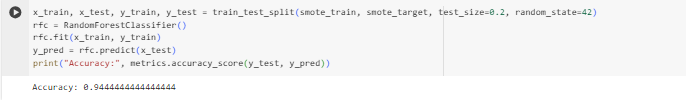 x_train, x_test, y_train, y_test = train_test_split(smote_train, smote_target, test_size=0.2, random_state=42)
rfc = RandomForestClassifier()
rfc.fit(x_train, y_train)
y_pred = rfc.predict(x_test)
print("Accuracy:", metrics.accuracy_score(y_test, y_pred))
Accuracy: 0.9444444444444444